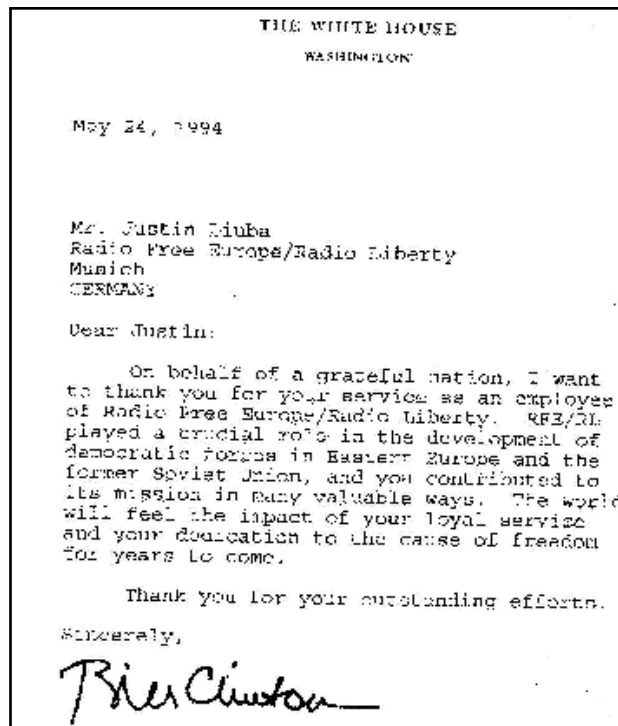 THE WHITE HOUSE
WASHINGTON
May 24, 1994
Mr. Justin Liuba
Radio Free Europe/Radio Liberty
Munich
GERMANY
Dear Justin:
On behalf of a grateful nation, I want
to thank you for your service as an employee
of Radio Free Europe/Radio Liberty. RFE/RL
played a crucial role in the development of
democratic forces in Eastern Europe and the
former Soviet Union, and you contributed to
its mission in many valuable ways. The world
will feel the impact of your loyal service
and your dedication to the cause of freedom
for years to come.
Thank you for your outstanding efforts.
Sincerely,
Bill Clinton